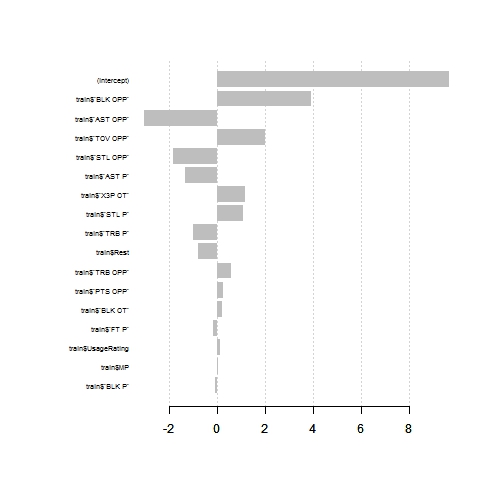 (Intercept)
train$`BLK OPP`
train$`AST OPP`
train$`TOV OPP`
train$`STL OPP`
train$`AST P`
train$`X3P OT`
train$`STL P`
train$`TRB P`
train$Rest
train$`TRB OPP`
train$`PTS OPP`
train$`BLK OT`
train$`FT P`
train$UsageRating
train$MP
train$`BLK P`
-2 0 2 4 6 8